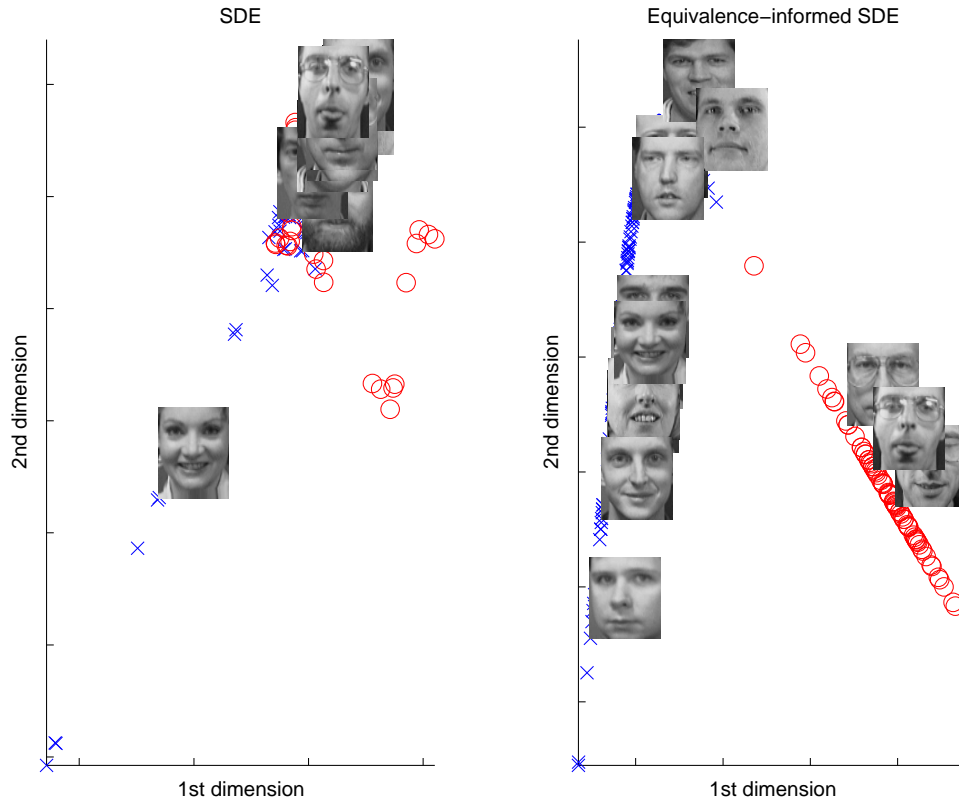 SDE
2nd dimension
1st dimension
Equivalence−informed SDE
2nd dimension
1st dimension